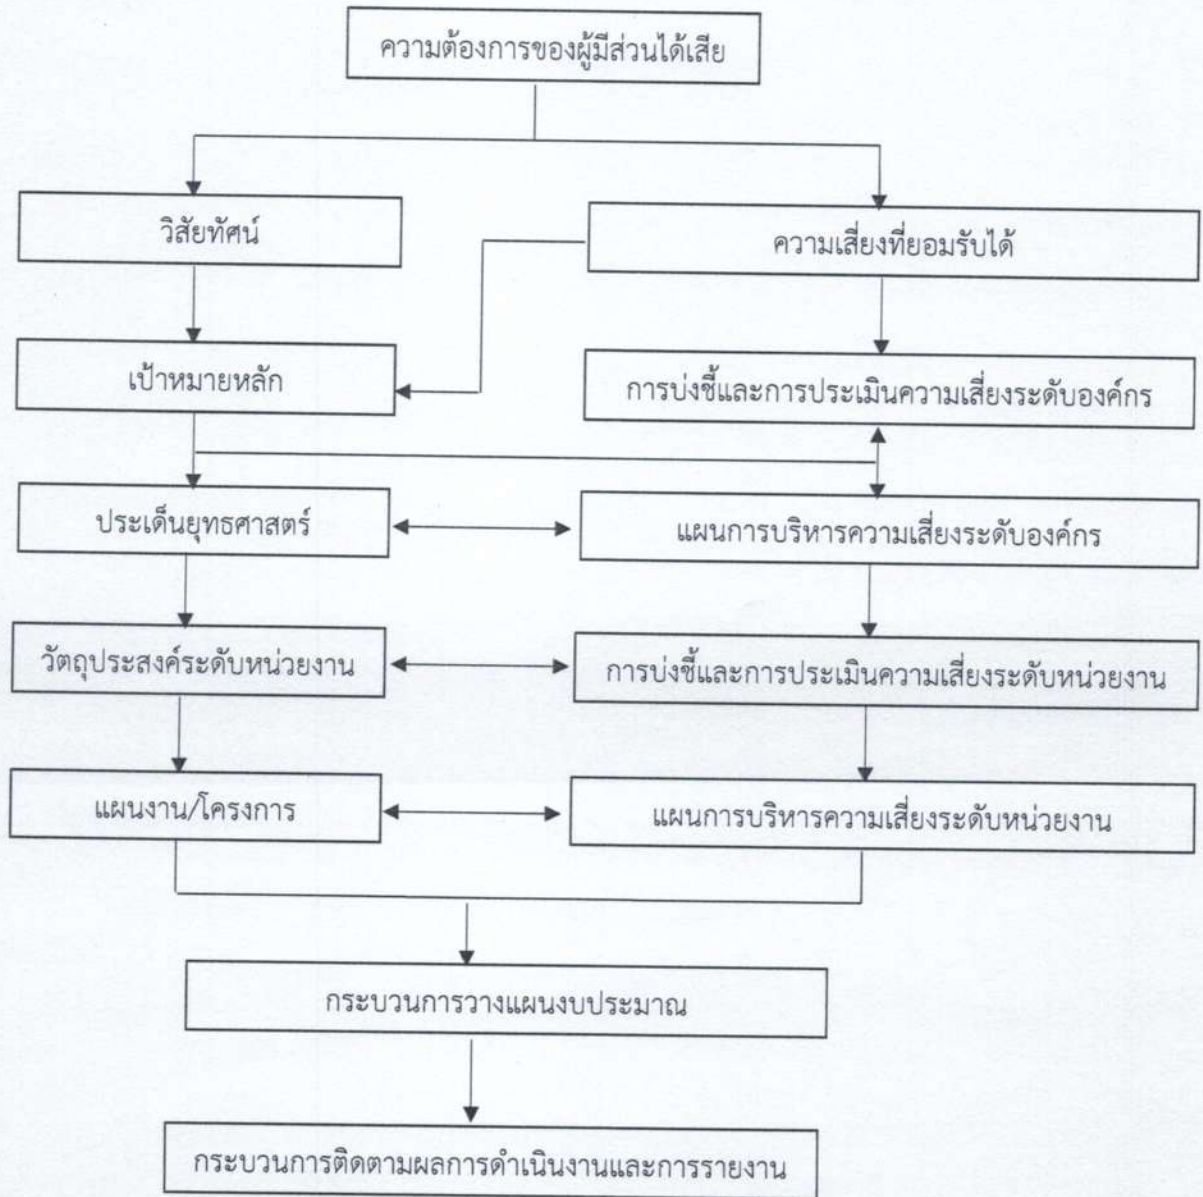 ความต้องการของผู้มีส่วนได้เสีย
วิสัยทัศน์
ความเสี่ยงที่ยอมรับได้
เป้าหมายหลัก
การบ่งชี้และการประเมินความเสี่ยงระดับองค์กร
ประเด็นยุทธศาสตร์
แผนการบริหารความเสี่ยงระดับองค์กร
วัตถุประสงค์ระดับหน่วยงาน
การบ่งชี้และการประเมินความเสี่ยงระดับหน่วยงาน
แผนงาน/โครงการ
แผนการบริหารความเสี่ยงระดับหน่วยงาน
กระบวนการวางแผนงบประมาณ
กระบวนการติดตามผลการดำเนินงานและการรายงาน